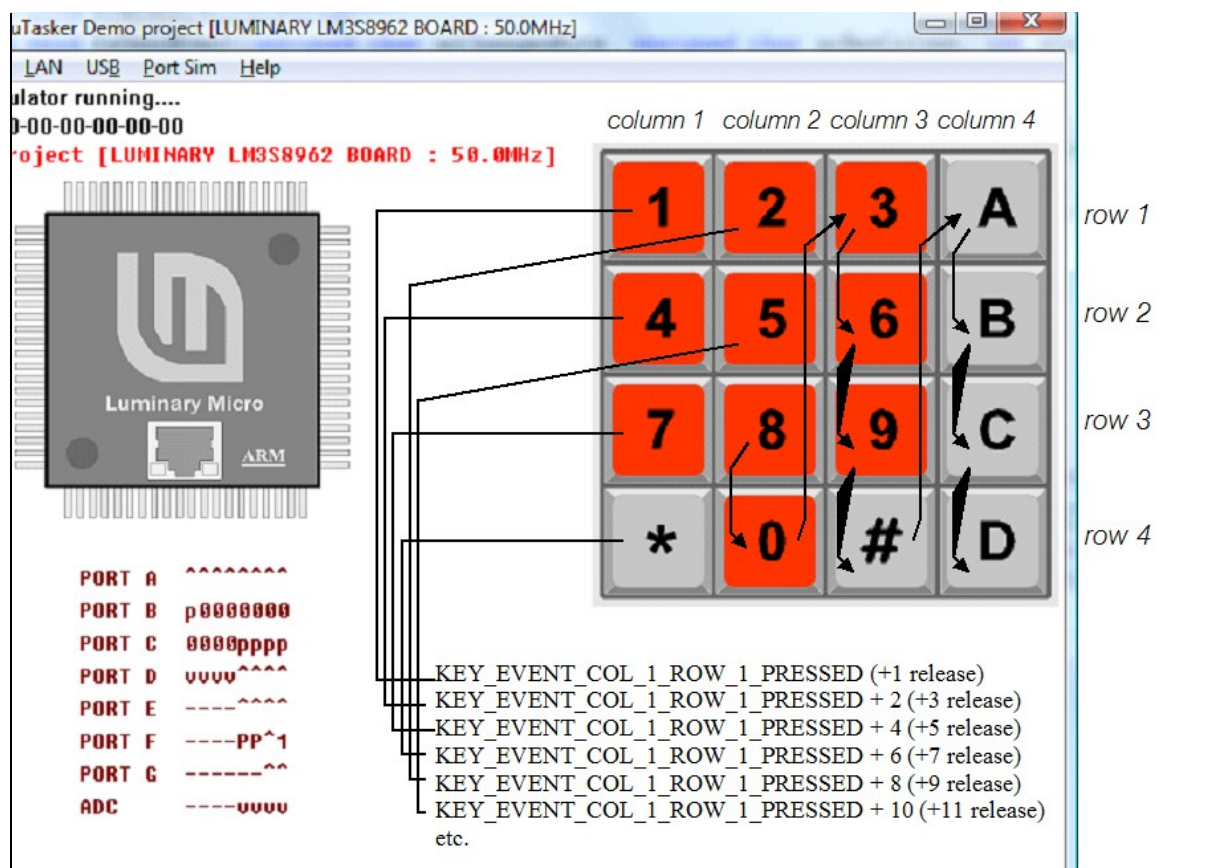 uTasker Demo project [LUMINARY LM3S8962 BOARD : 50.0MHz]
LAN USB Port Sim Help
ulator running....
0-00-00-00-00-00
roject [LUMINARY LM3S8962 BOARD : 50.0MHz]
column 1 column 2 column 3 column 4
1 2 3 A row 1
4 5 6 B row 2
7 8 9 C row 3
* 0 # D row 4
Luminary Micro
ARM
PORT A ^^^^^^^^
PORT B p0000000
PORT C 0000pppp
PORT D vvvv^^^^
PORT E ----^^^^
PORT F ----PP^1
PORT G ------^^
ADC ----vvvv
KEY_EVENT_COL_1_ROW_1_PRESSED (+1 release)
KEY_EVENT_COL_1_ROW_1_PRESSED + 2 (+3 release)
KEY_EVENT_COL_1_ROW_1_PRESSED + 4 (+5 release)
KEY_EVENT_COL_1_ROW_1_PRESSED + 6 (+7 release)
KEY_EVENT_COL_1_ROW_1_PRESSED + 8 (+9 release)
KEY_EVENT_COL_1_ROW_1_PRESSED + 10 (+11 release)
etc.